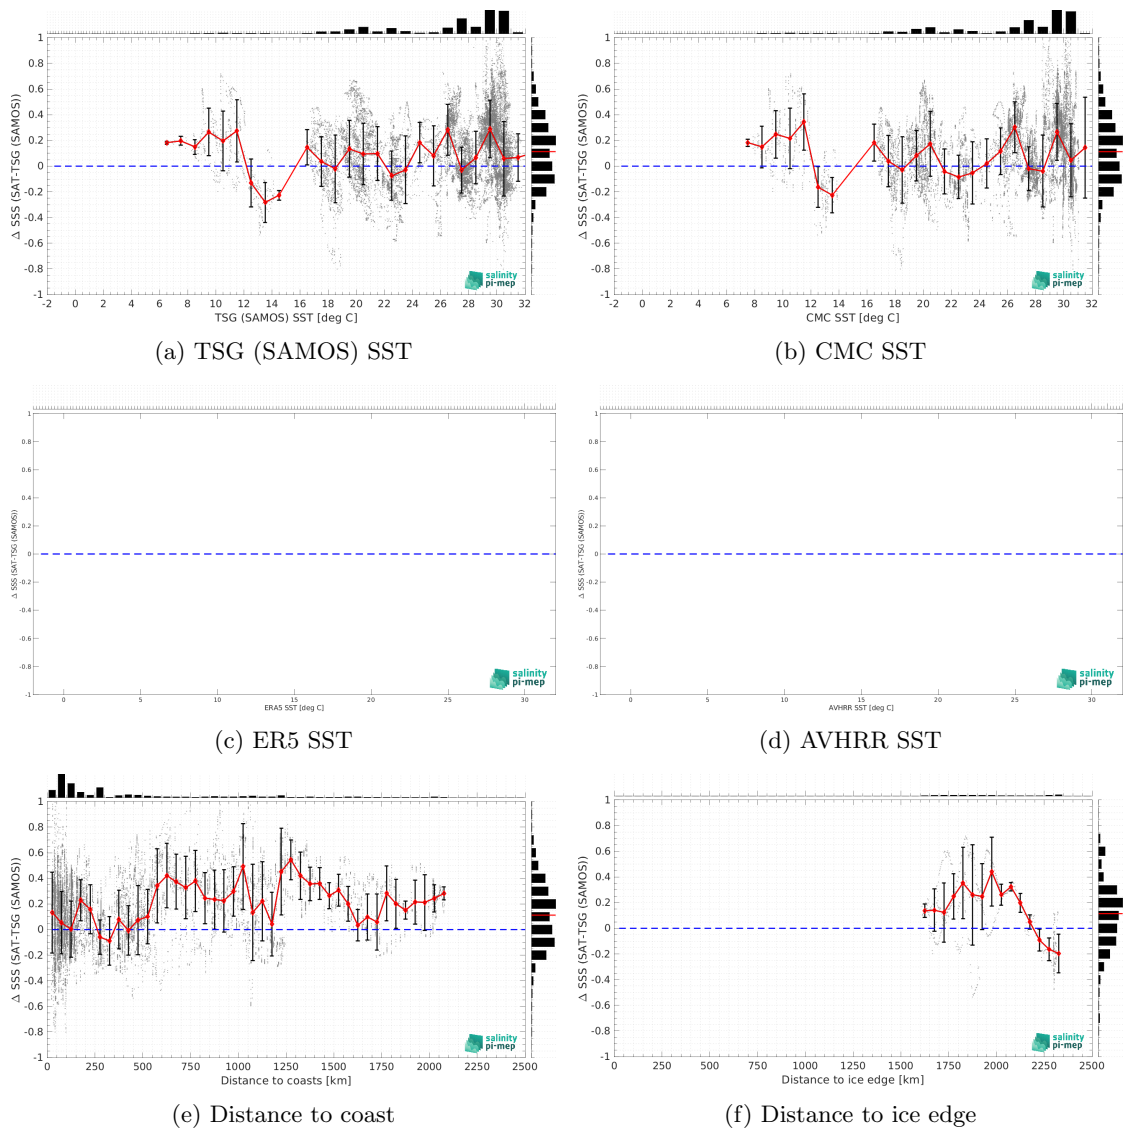 1
0.8
0.6
0.4
0.2
0
-0.2
-0.4
-0.6
-0.8
-1
Δ SSS (SAT-TSG (SAMOS))
-2 0 2 4 6 8 10 12 14 16 18 20 22 24 26 28 30 32
TSG (SAMOS) SST [deg C]
salinity
pi-mep
(a) TSG (SAMOS) SST
1
0.8
0.6
0.4
0.2
0
-0.2
-0.4
-0.6
-0.8
-1
Δ SSS (SAT-TSG (SAMOS))
-2 0 2 4 6 8 10 12 14 16 18 20 22 24 26 28 30 32
CMC SST [deg C]
salinity
pi-mep
(b) CMC SST
1
0.8
0.6
0.4
0.2
0
-0.2
-0.4
-0.6
-0.8
-1
Δ SSS (SAT-TSG (SAMOS))
0 5 10 15 20 25 30
ERA5 SST [deg C]
salinity
pi-mep
(c) ER5 SST
1
0.8
0.6
0.4
0.2
0
-0.2
-0.4
-0.6
-0.8
-1
Δ SSS (SAT-TSG (SAMOS))
0 5 10 15 20 25 30
AVHRR SST [deg C]
salinity
pi-mep
(d) AVHRR SST
1
0.8
0.6
0.4
0.2
0
-0.2
-0.4
-0.6
-0.8
-1
Δ SSS (SAT-TSG (SAMOS))
0 250 500 750 1000 1250 1500 1750 2000 2250 2500
Distance to coasts [km]
salinity
pi-mep
(e) Distance to coast
1
0.8
0.6
0.4
0.2
0
-0.2
-0.4
-0.6
-0.8
-1
Δ SSS (SAT-TSG (SAMOS))
0 250 500 750 1000 1250 1500 1750 2000 2250 2500
Distance to ice edge [km]
salinity
pi-mep
(f) Distance to ice edge